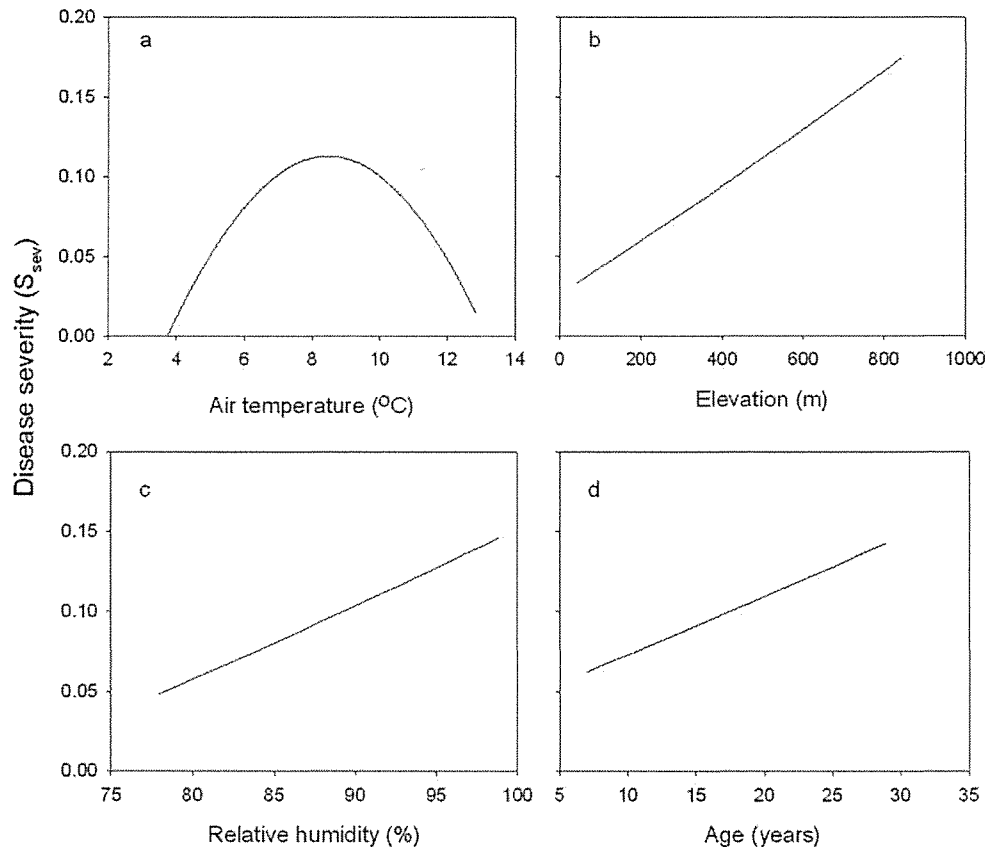 Disease severity (S_sev)
a
0.20
0.15
0.10
0.05
0.00
2 4 6 8 10 12 14
Air temperature (ºC)
b
0 200 400 600 800 1000
Elevation (m)
c
0.20
0.15
0.10
0.05
0.00
75 80 85 90 95 100
Relative humidity (%)
d
5 10 15 20 25 30 35
Age (years)